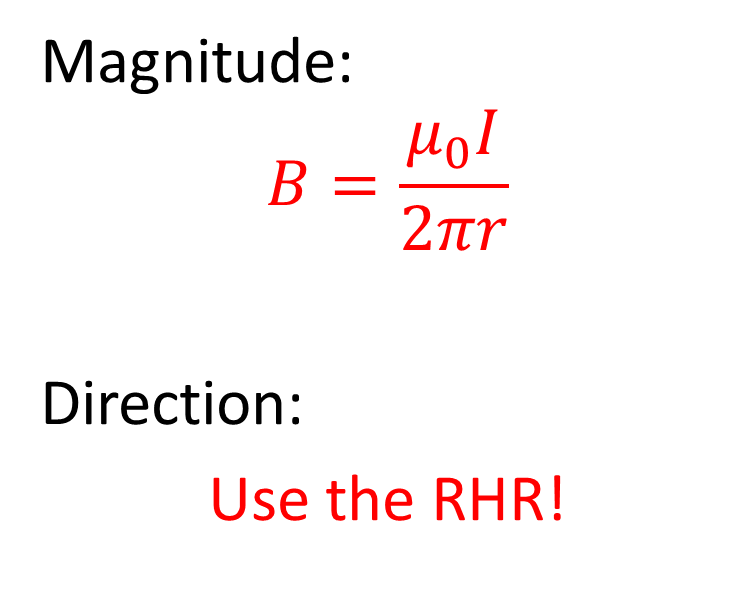 Magnitude:
𝐵 = 𝜇₀𝐼 / 2𝜋𝑟
Direction:
Use the RHR!